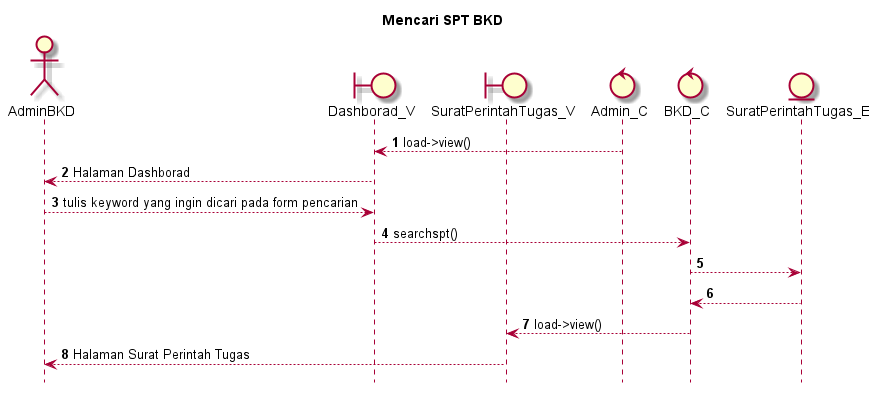 Mencari SPT BKD
AdminBKD
Dashborad_V
SuratPerintahTugas_V
Admin_C
BKD_C
SuratPerintahTugas_E
1 load->view()
2 Halaman Dashborad
3 tulis keyword yang ingin dicari pada form pencarian
4 searchspt()
5
6
7 load->view()
8 Halaman Surat Perintah Tugas